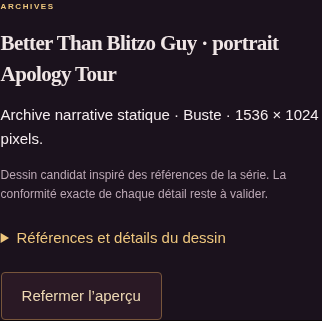 ARCHIVES
Better Than Blitzo Guy · portrait
Apology Tour
Archive narrative statique · Buste · 1536 × 1024
pixels.
Dessin candidat inspiré des références de la série. La
conformité exacte de chaque détail reste à valider.
Références et détails du dessin
Refermer l’aperçu